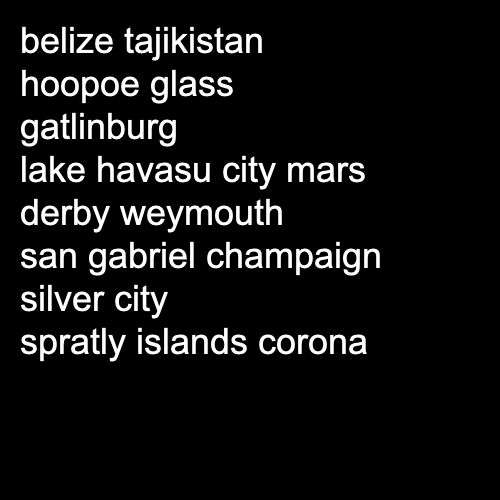 belize tajikistan
hoopoe glass
gatlinburg
lake havasu city mars
derby weymouth
san gabriel champaign
silver city
spratly islands corona